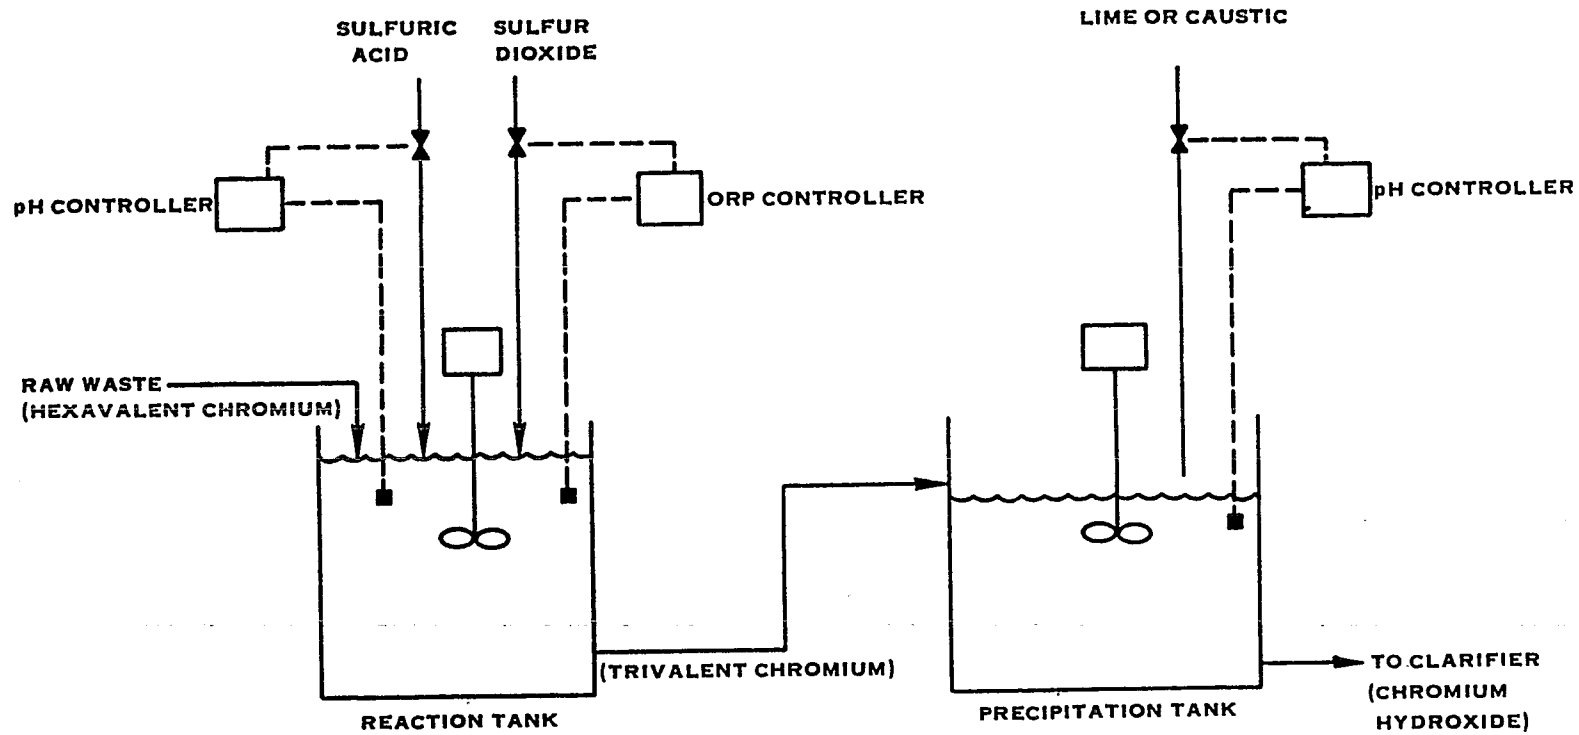 SULFURIC
ACID
SULFUR
DIOXIDE
LIME OR CAUSTIC
pH CONTROLLER
ORP CONTROLLER
pH CONTROLLER
RAW WASTE
(HEXAVALENT CHROMIUM)
(TRIVALENT CHROMIUM)
TO CLARIFIER
(CHROMIUM
HYDROXIDE)
REACTION TANK
PRECIPITATION TANK